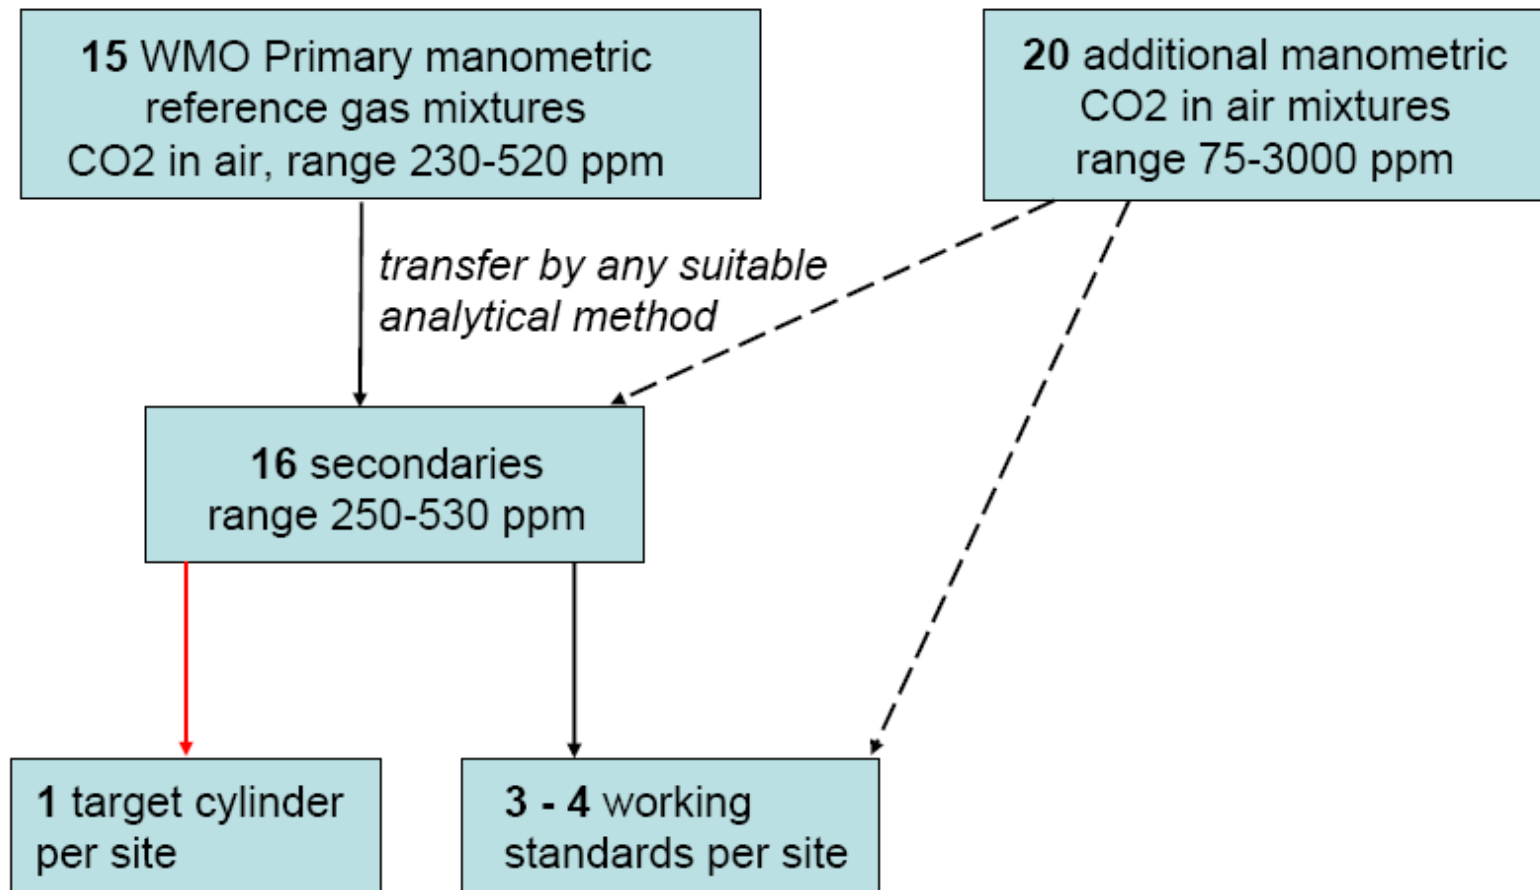 15 WMO Primary manometric
reference gas mixtures
CO2 in air, range 230-520 ppm
20 additional manometric
CO2 in air mixtures
range 75-3000 ppm
transfer by any suitable
analytical method
16 secondaries
range 250-530 ppm
1 target cylinder
per site
3 - 4 working
standards per site